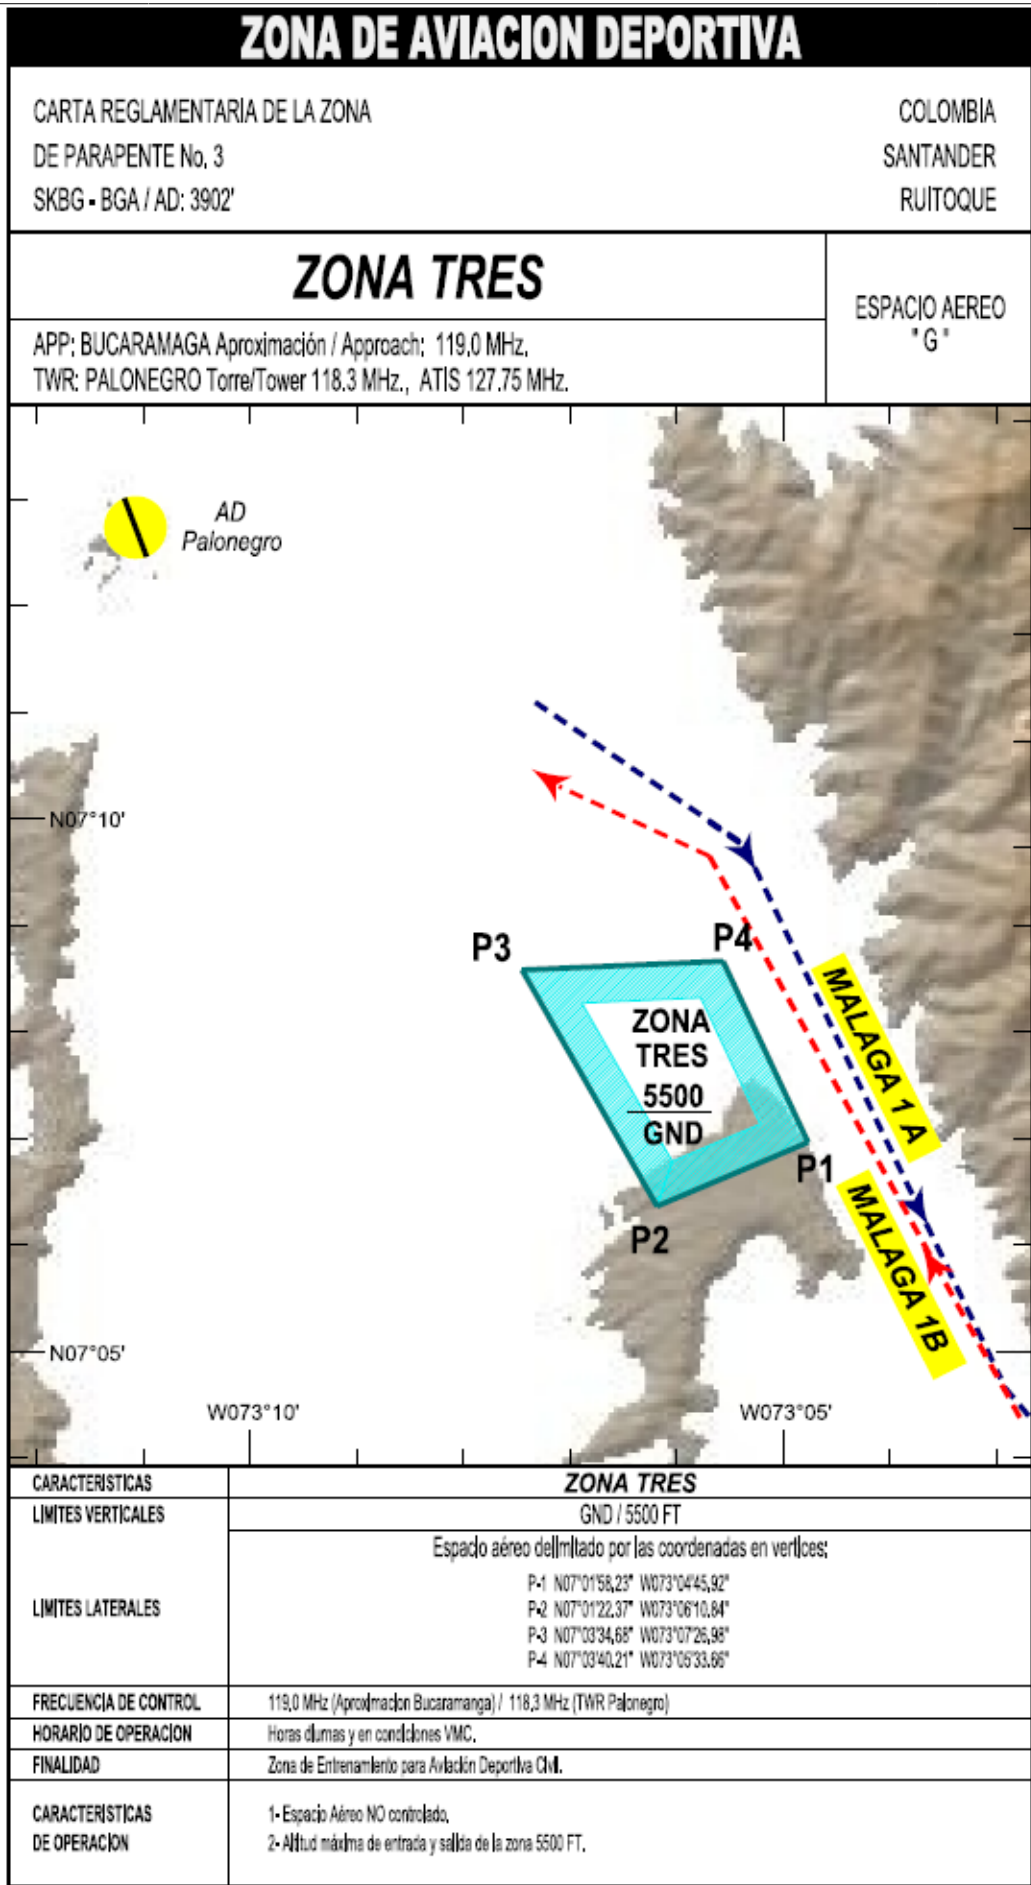 ZONA DE AVIACION DEPORTIVA
CARTA REGLAMENTARIA DE LA ZONA
DE PARAPENTE No. 3
SKBG - BGA / AD: 3902'
COLOMBIA
SANTANDER
RUITOQUE
ZONA TRES
APP: BUCARAMAGA Aproximación / Approach: 119.0 MHz.
TWR: PALONEGRO Torre/Tower 118.3 MHz., ATIS 127.75 MHz.
ESPACIO AEREO
"G"
AD
Palonegro
N07°10'
P3
P4
ZONA
TRES
5500
GND
P1
P2
MALAGA 1 A
MALAGA 1B
N07°05'
W073°10'
W073°05'
CARACTERISTICAS
ZONA TRES
LIMITES VERTICALES
GND / 5500 FT
LIMITES LATERALES
Espacio aéreo delimitado por las coordenadas en vertices:
P-1 N07°01'58,23" W073°04'45,92"
P-2 N07°01'22.37" W073°06'10.84"
P-3 N07°03'34,68" W073°07'26,98"
P-4 N07°03'40.21" W073°05'33.66"
FRECUENCIA DE CONTROL
119,0 MHz (Aproximacion Bucaramanga) / 118,3 MHz (TWR Palonegro)
HORARIO DE OPERACION
Horas diurnas y en condiciones VMC.
FINALIDAD
Zona de Entrenamiento para Aviación Deportiva Civil.
CARACTERISTICAS
DE OPERACION
1- Espacio Aéreo NO controlado.
2- Altitud máxima de entrada y salida de la zona 5500 FT.